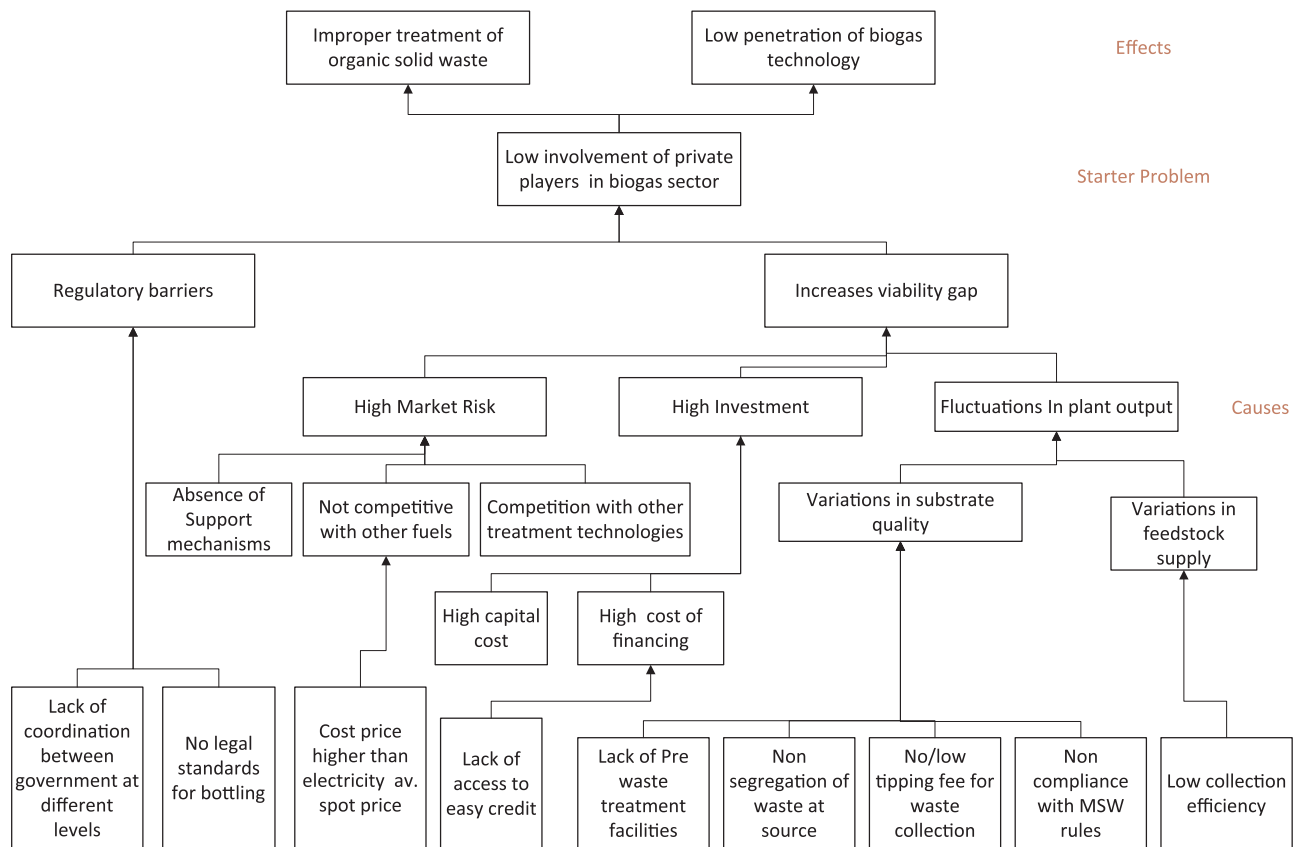 Improper treatment of
organic solid waste
Low penetration of biogas
technology
Effects
Low involvement of private
players in biogas sector
Starter Problem
Regulatory barriers
Increases viability gap
High Market Risk
High Investment
Fluctuations In plant output
Causes
Absence of
Support
mechanisms
Not competitive
with other fuels
Competition with other
treatment technologies
Variations in substrate
quality
Variations in
feedstock
supply
High capital
cost
High cost of
financing
Lack of
coordination
between
government at
different
levels
No legal
standards
for bottling
Cost price
higher than
electricity av.
spot price
Lack of
access to
easy credit
Lack of Pre
waste
treatment
facilities
Non
segregation of
waste at
source
No/low
tipping fee for
waste
collection
Non
compliance
with MSW
rules
Low collection
efficiency